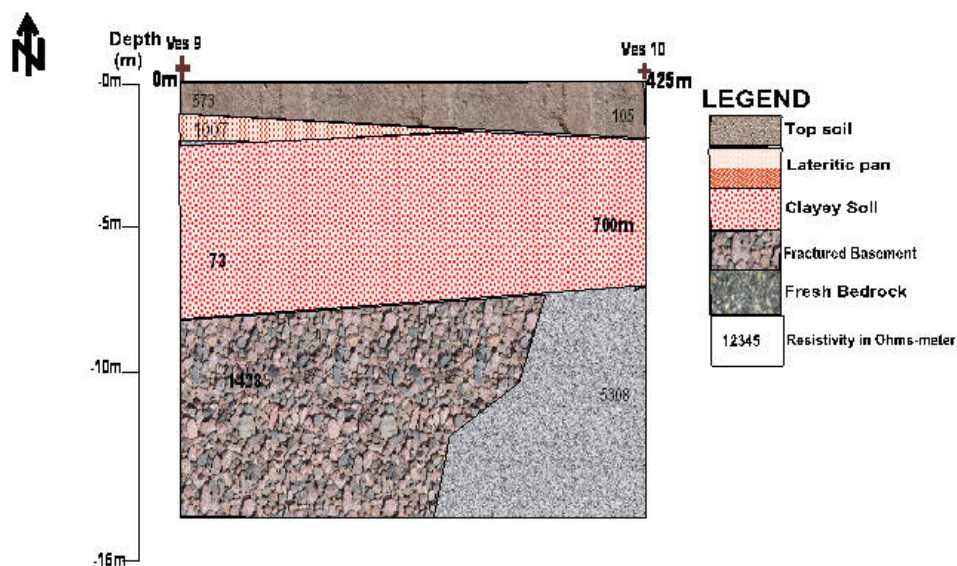 N
Depth
(m)
Ves 9
Ves 10
-0m
0m
425m
573
105
1007
-5m
700m
73
-10m
1438
5308
-16m
LEGEND
Top soil
Lateritic pan
Clayey Soil
Fractured Basement
Fresh Bedrock
12345
Resistivity in Ohms-meter